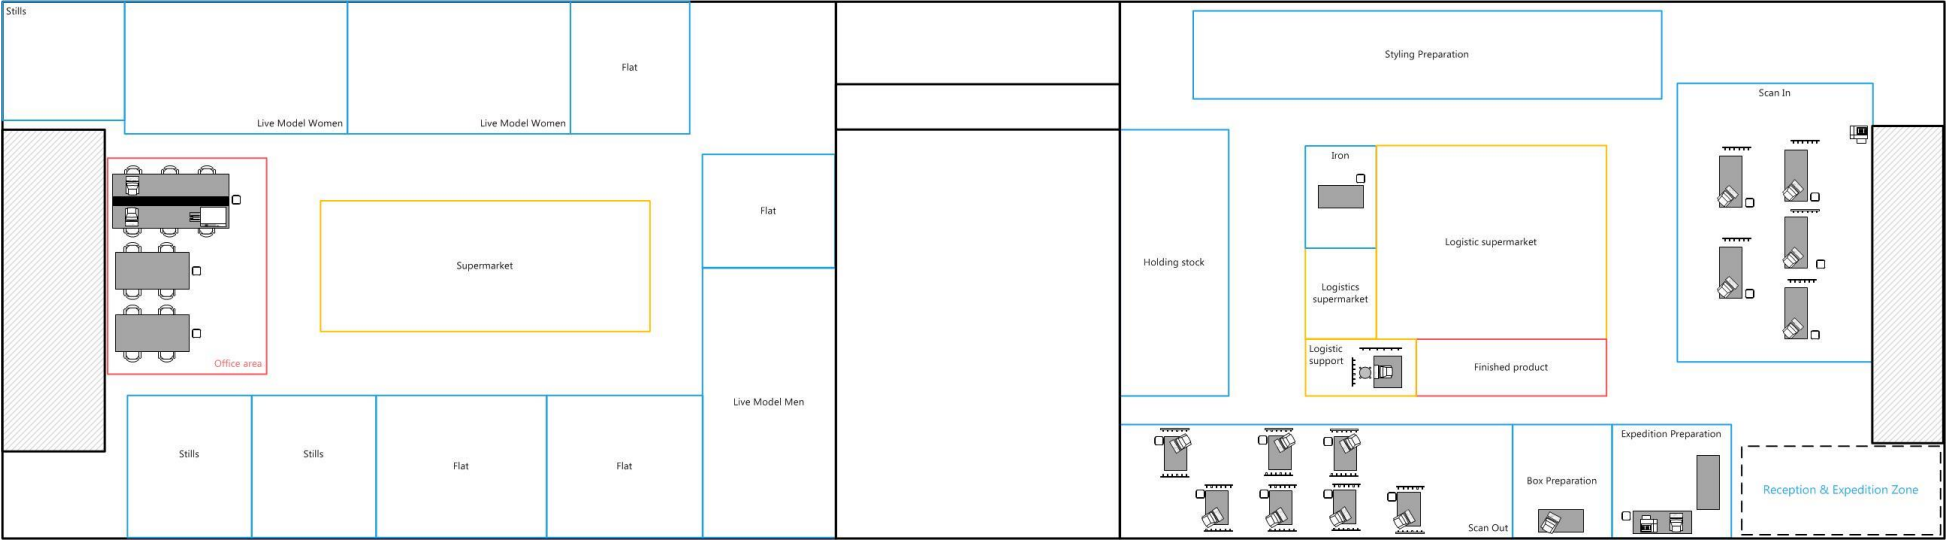 Stills
Live Model Women
Live Model Women
Flat
Styling Preparation
Scan In
Flat
Supermarket
Office area
Holding stock
Iron
Logistic supermarket
Logistics
supermarket
Logistic
support
Finished product
Live Model Men
Stills
Stills
Flat
Flat
Scan Out
Box Preparation
Expedition Preparation
Reception & Expedition Zone